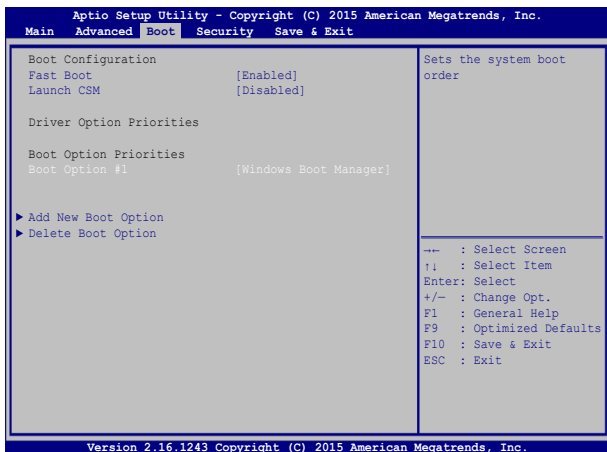 Aptio Setup Utility - Copyright (C) 2015 American Megatrends, Inc.
Main Advanced Boot Security Save & Exit
Boot Configuration
Fast Boot [Enabled]
Launch CSM [Disabled]
Driver Option Priorities
Boot Option Priorities
Boot Option #1 [Windows Boot Manager]
▶ Add New Boot Option
▶ Delete Boot Option
Sets the system boot
order
→← : Select Screen
↑↓ : Select Item
Enter: Select
+/— : Change Opt.
F1 : General Help
F9 : Optimized Defaults
F10 : Save & Exit
ESC : Exit
Version 2.16.1243 Copyright (C) 2015 American Megatrends, Inc.